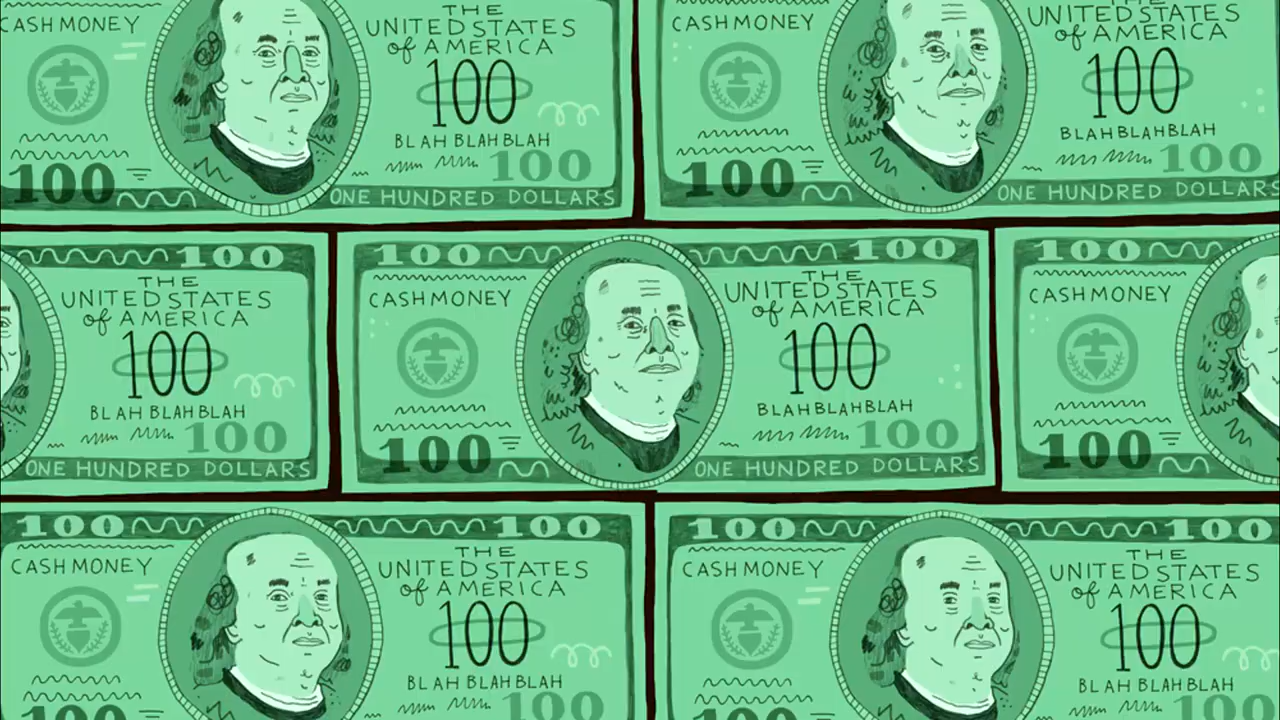 CASH MONEY
THE
UNITED STATES
of AMERICA
100
BLAH BLAH BLAH
100
100
ONE HUNDRED DOLLARS
CASH MONEY
THE
UNITED STATES
of AMERICA
100
BLAH BLAH BLAH
100
100
ONE HUNDRED DOLLARS
100
THE
UNITED STATES
of AMERICA
100
BLAH BLAH BLAH
100
ONE HUNDRED DOLLARS
100 100
CASH MONEY
THE
UNITED STATES
of AMERICA
100
BLAH BLAH BLAH
100
100
ONE HUNDRED DOLLARS
100
CASH MONEY
100
100 100
CASH MONEY
THE
UNITED STATES
of AMERICA
100
BLAH BLAH BLAH
100
100
100 100
CASH MONEY
THE
UNITED STATES
of AMERICA
100
BLAH BLAH BLAH
100
100